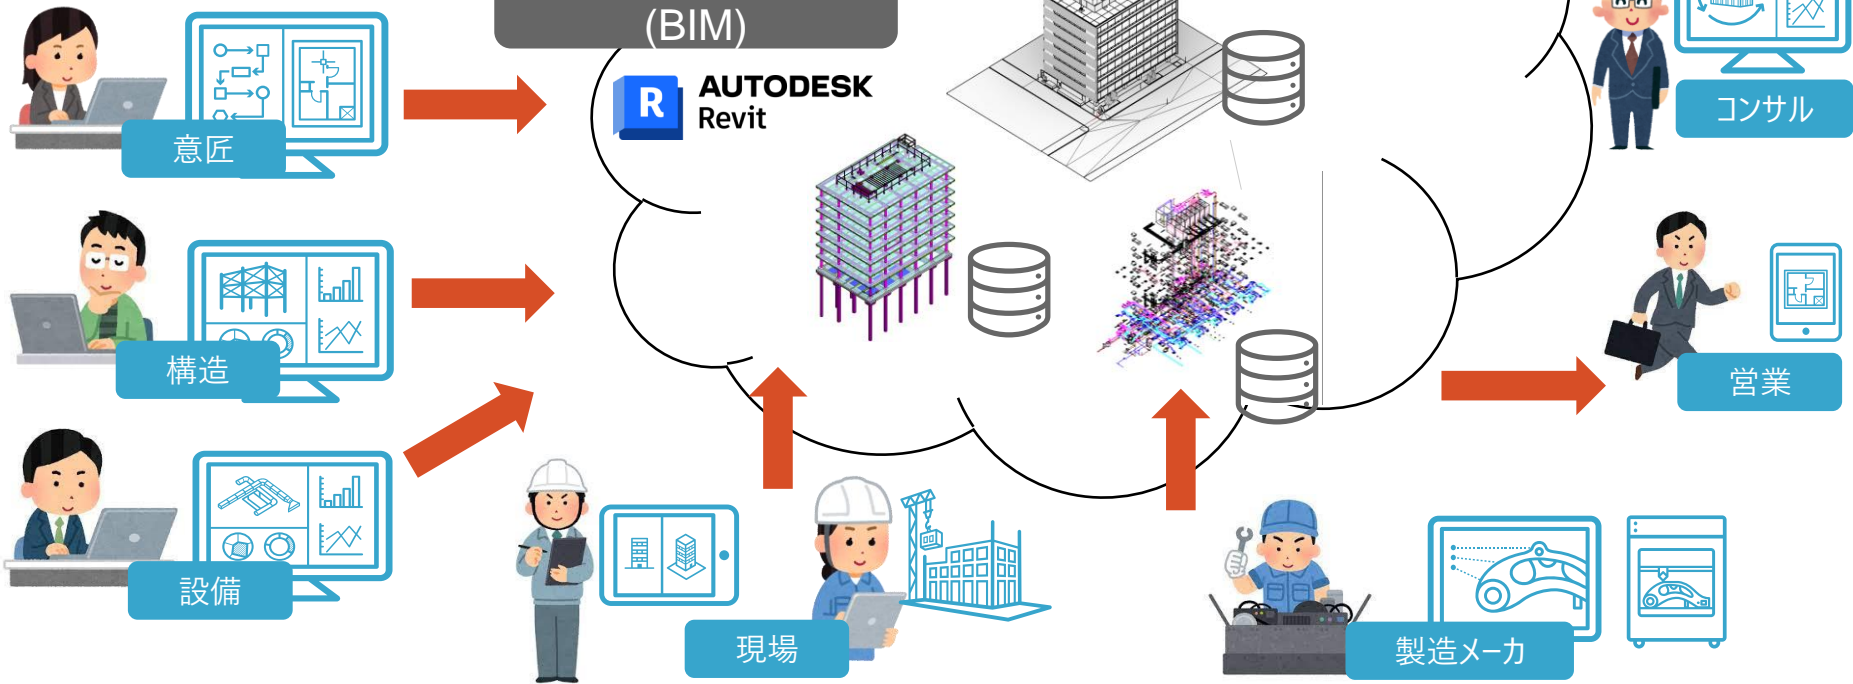 (BIM)
R
AUTODESK
Revit
意匠
コンサル
構造
営業
設備
現場
製造メーカ